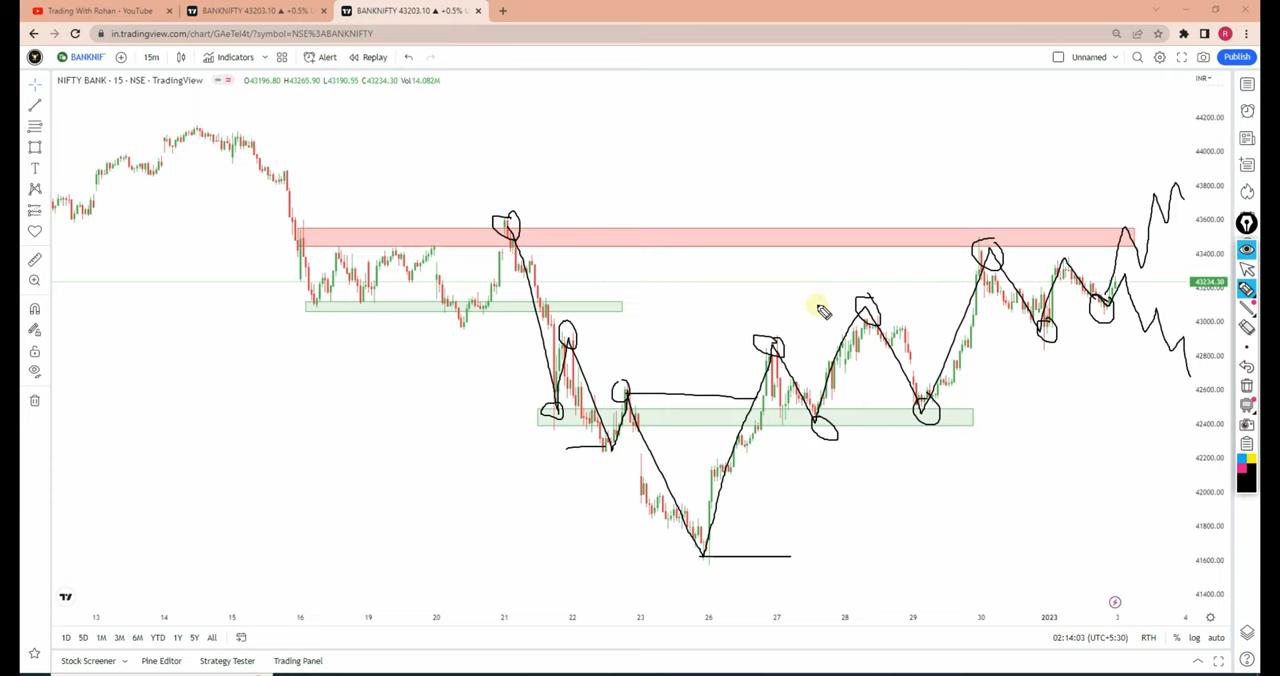 Trading With Rohan - YouTube
BANKNIFTY 43203.10 ▲ +0.5%
BANKNIFTY 43203.10 ▲ +0.5%
in.tradingview.com/chart/GAeTel4t/?symbol=NSE%3ABANKNIFTY
R
BANKNIF
15m
Indicators
Alert
Replay
Unnamed
Publish
NIFTY BANK · 15 · NSE · TradingView
O43196.80 H43265.90 L43190.55 C43234.30 Vol14.082M
INR
44200.00
44000.00
43800.00
43600.00
43400.00
43234.30
43200.00
43000.00
42800.00
42600.00
42400.00
42200.00
42000.00
41800.00
41600.00
41400.00
13 14 15 16 19 20 21 22 23 26 27 28 29 30 2023 3 4
1D 5D 1M 3M 6M YTD 1Y 5Y All
02:14:03 (UTC+5:30) RTH % log auto
Stock Screener Pine Editor Strategy Tester Trading Panel